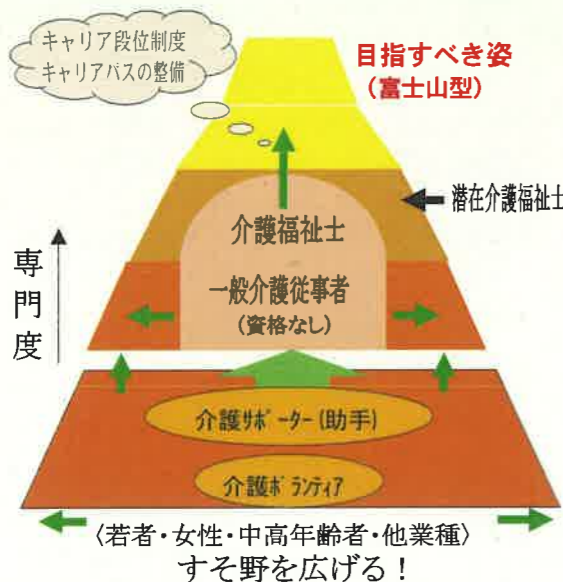 キャリア段位制度
キャリアパスの整備
目指すべき姿
(富士山型)
潜在介護福祉士
介護福祉士
一般介護従事者
(資格なし)
専門度
介護サポーター(助手)
介護ボランティア
〈若者・女性・中高年齢者・他業種〉
すそ野を広げる！